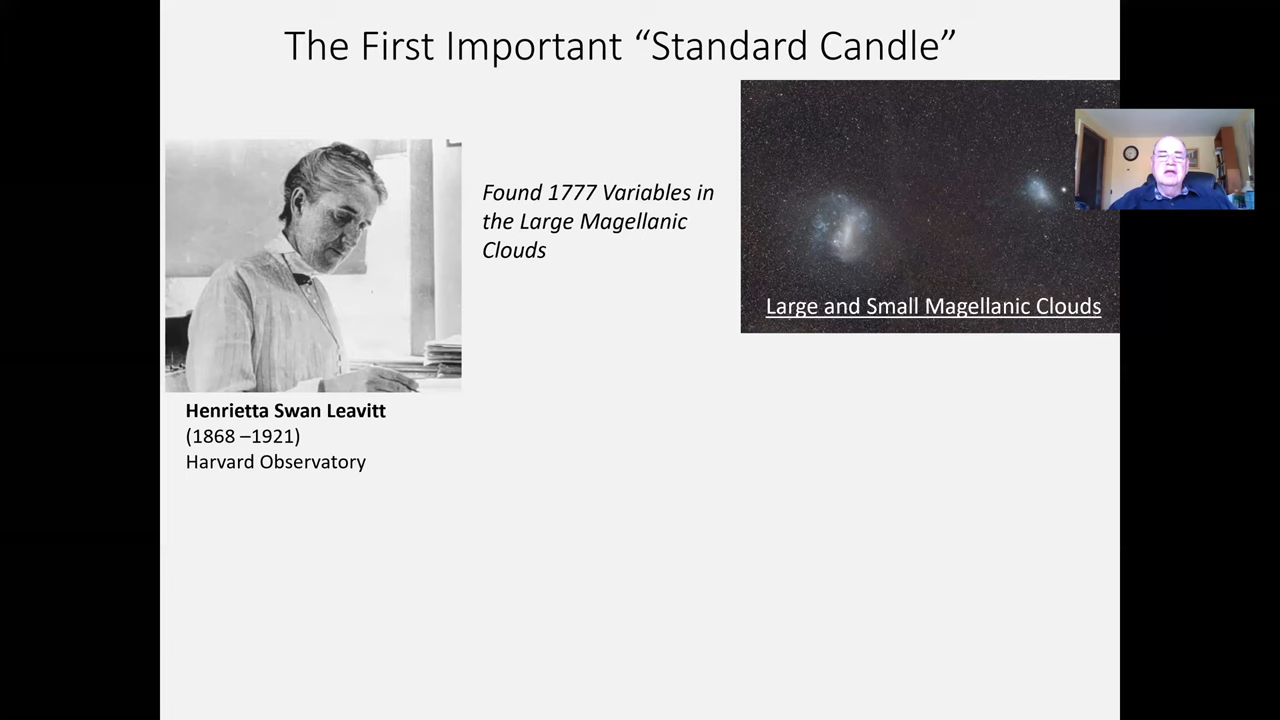 The First Important “Standard Candle”
Found 1777 Variables in
the Large Magellanic
Clouds
Large and Small Magellanic Clouds
Henrietta Swan Leavitt
(1868 –1921)
Harvard Observatory